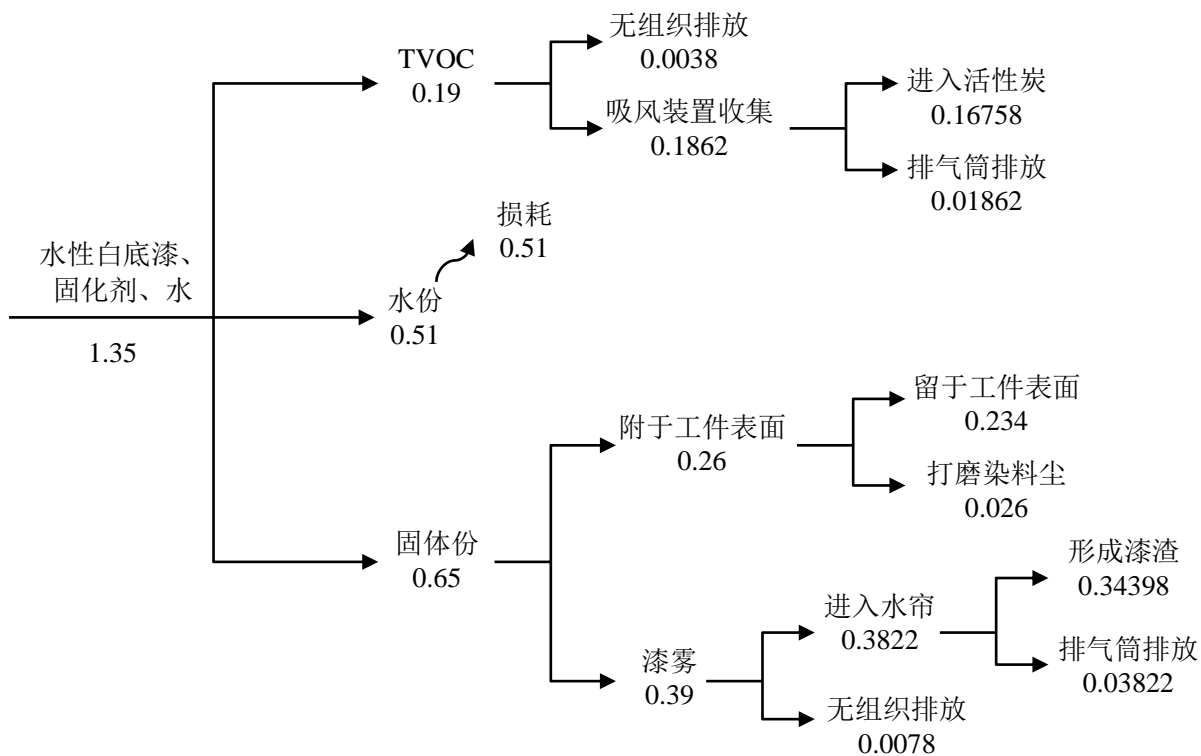 无组织排放
0.0038
TVOC
0.19
进入活性炭
0.16758
吸风装置收集
0.1862
排气筒排放
0.01862
损耗
0.51
水性白底漆、
固化剂、水
1.35
水份
0.51
留于工件表面
0.234
附于工件表面
0.26
打磨染料尘
0.026
固体份
0.65
形成漆渣
0.34398
进入水帘
0.3822
排气筒排放
0.03822
漆雾
0.39
无组织排放
0.0078